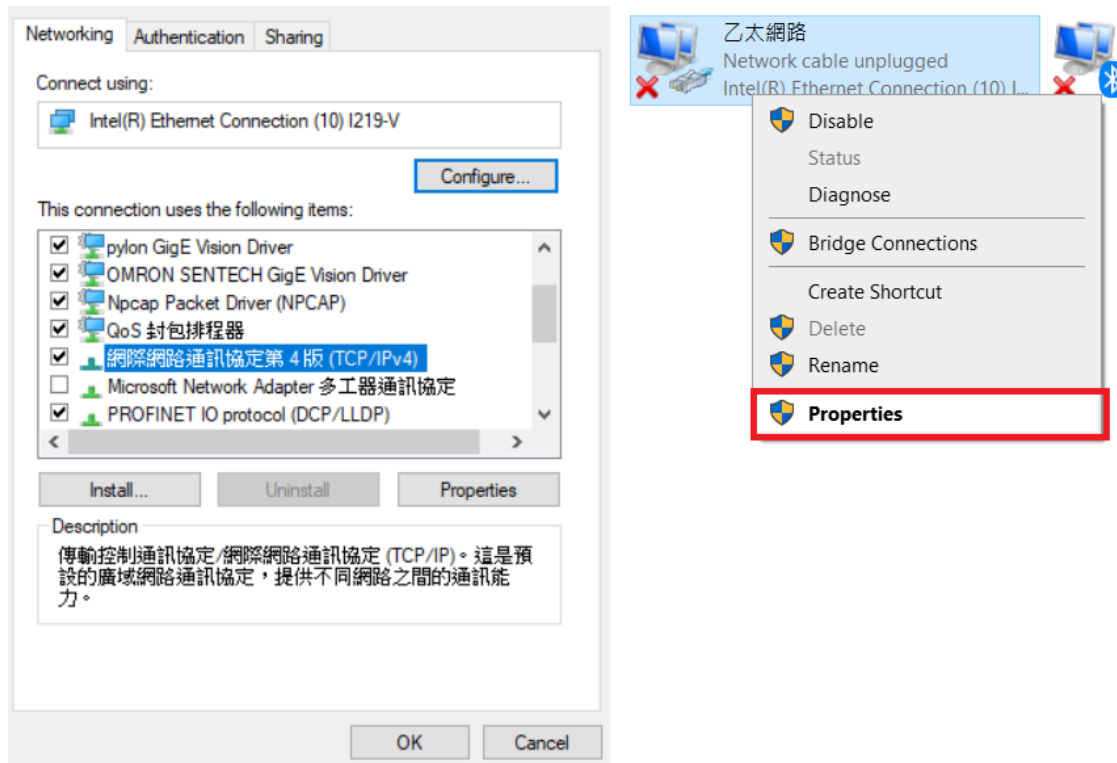 Networking Authentication Sharing
Connect using:
Intel(R) Ethernet Connection (10) I219-V
Configure...
This connection uses the following items:
pylon GigE Vision Driver
OMRON SENTECH GigE Vision Driver
Npcap Packet Driver (NPCAP)
QoS 封包排程器
網際網路通訊協定第 4 版 (TCP/IPv4)
Microsoft Network Adapter 多工器通訊協定
PROFINET IO protocol (DCP/LLDP)
Install... Uninstall Properties
Description
傳輸控制通訊協定/網際網路通訊協定 (TCP/IP)。這是預
設的廣域網路通訊協定，提供不同網路之間的通訊能
力。
OK Cancel
乙太網路
Network cable unplugged
Intel(R) Ethernet Connection (10) I...
Disable
Status
Diagnose
Bridge Connections
Create Shortcut
Delete
Rename
Properties